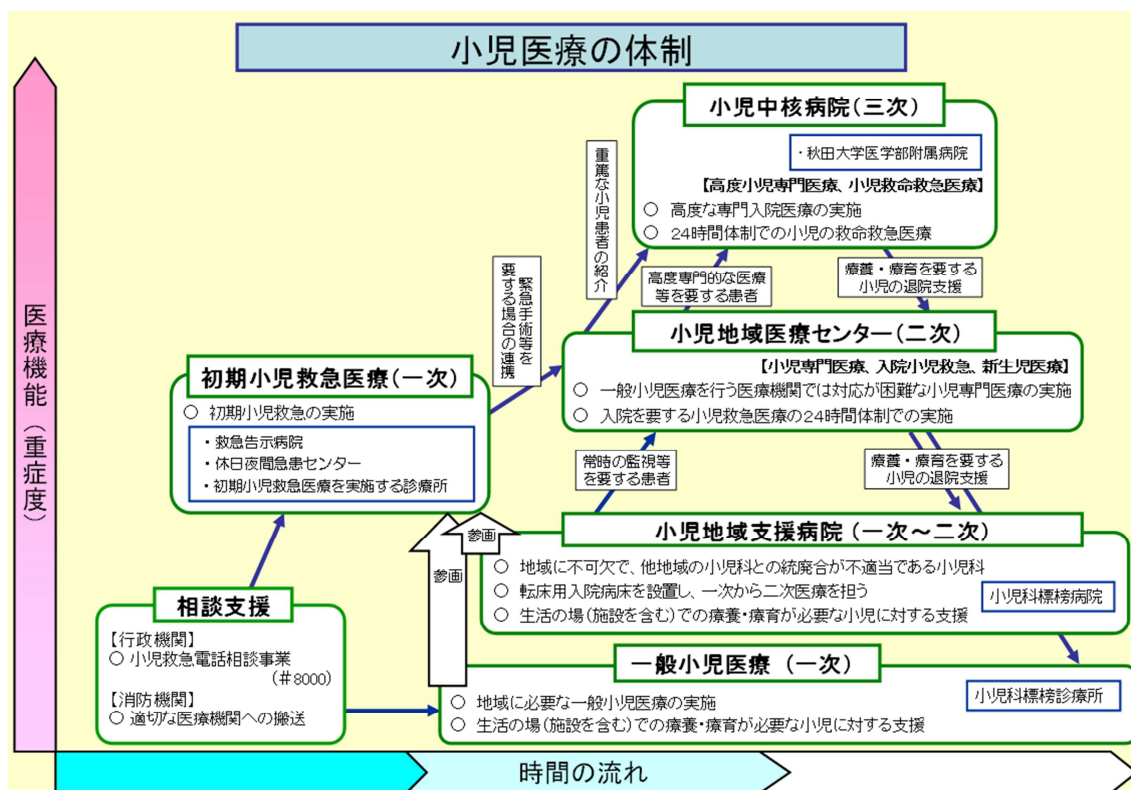 小児医療の体制
医療機能（重症度）
小児中核病院（三次）
・秋田大学医学部附属病院
【高度小児専門医療、小児救命救急医療】
○ 高度な専門入院医療の実施
○ 24時間体制での小児の救命救急医療
重篤な小児患者の紹介
緊急手術等を
要する場合の連携
高度専門的な医療
等を要する患者
療養・療育を要する
小児の退院支援
小児地域医療センター（二次）
【小児専門医療、入院小児救急、新生児医療】
○ 一般小児医療を行う医療機関では対応が困難な小児専門医療の実施
○ 入院を要する小児救急医療の24時間体制での実施
初期小児救急医療（一次）
○ 初期小児救急の実施
・救急告示病院
・休日夜間急患センター
・初期小児救急医療を実施する診療所
常時の監視等
を要する患者
療養・療育を要する
小児の退院支援
小児地域支援病院（一次～二次）
○ 地域に不可欠で、他地域の小児科との統廃合が不適当である小児科
○ 転床用入院病床を設置し、一次から二次医療を担う
○ 生活の場（施設を含む）での療養・療育が必要な小児に対する支援
小児科標榜病院
参画
参画
相談支援
【行政機関】
○ 小児救急電話相談事業
（＃8000）
【消防機関】
○ 適切な医療機関への搬送
一般小児医療（一次）
○ 地域に必要な一般小児医療の実施
○ 生活の場（施設を含む）での療養・療育が必要な小児に対する支援
小児科標榜診療所
時間の流れ